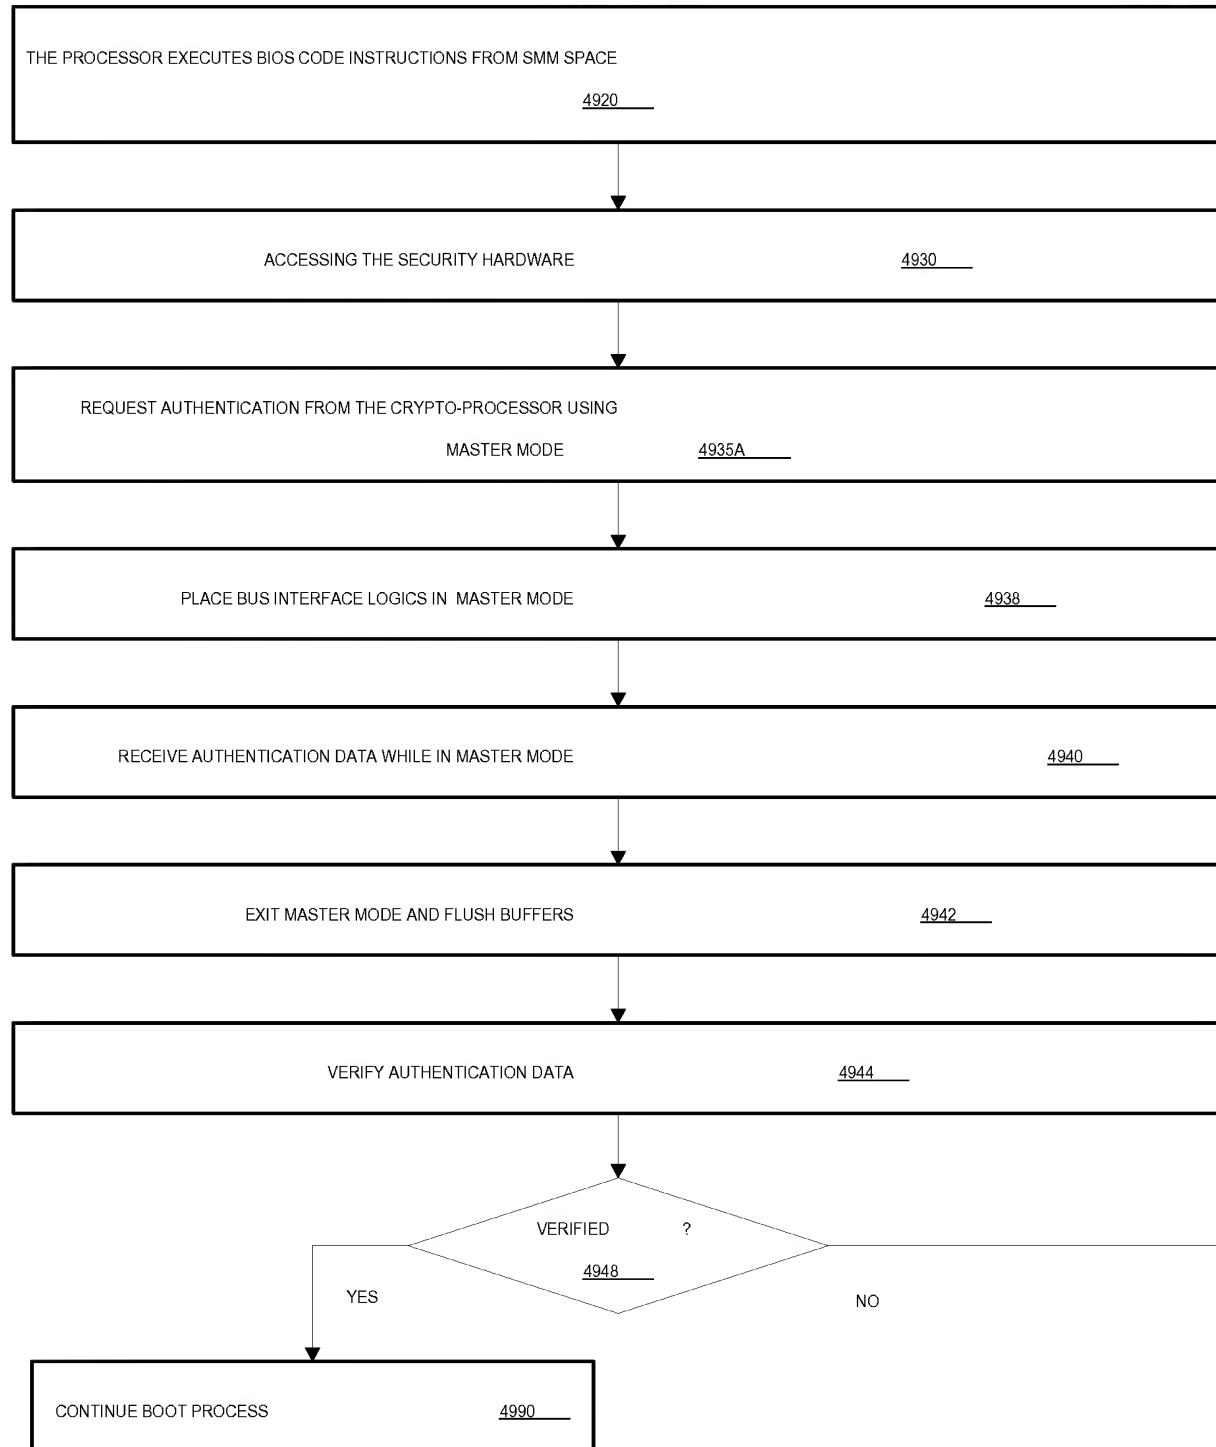 THE PROCESSOR EXECUTES BIOS CODE INSTRUCTIONS FROM SMM SPACE
4920
ACCESSING THE SECURITY HARDWARE 4930
REQUEST AUTHENTICATION FROM THE CRYPTO-PROCESSOR USING
MASTER MODE 4935A
PLACE BUS INTERFACE LOGICS IN MASTER MODE 4938
RECEIVE AUTHENTICATION DATA WHILE IN MASTER MODE 4940
EXIT MASTER MODE AND FLUSH BUFFERS 4942
VERIFY AUTHENTICATION DATA 4944
VERIFIED ?
4948
YES
NO
CONTINUE BOOT PROCESS 4990